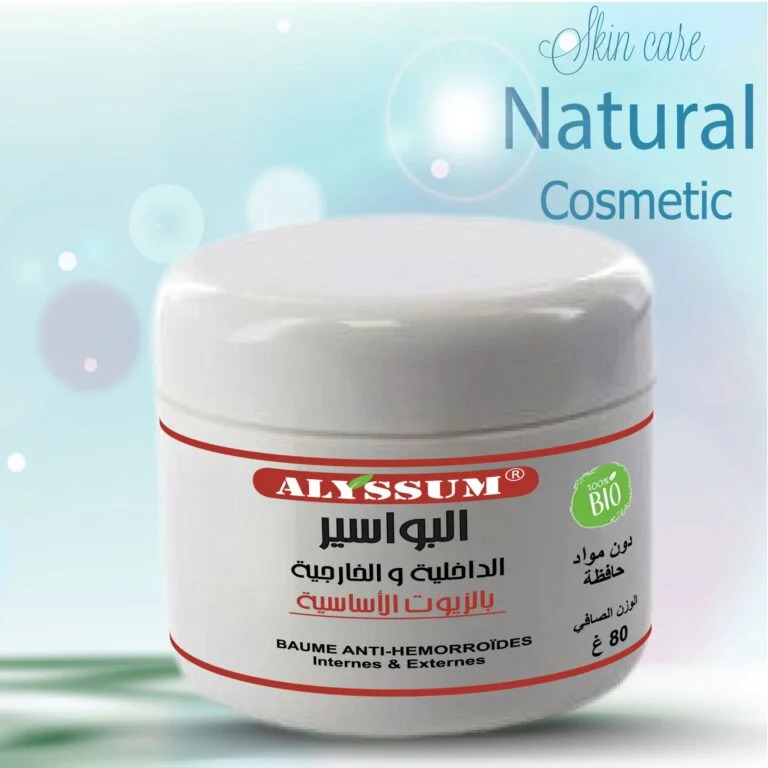 Skin care
Natural
Cosmetic
ALYSSUM®
البواسير
الداخلية و الخارجية
بالزيوت الأساسية
BAUME ANTI-HEMORROÏDES
Internes & Externes
100%
BIO
دون مواد
حافظة
الوزن الصافي
80 غ